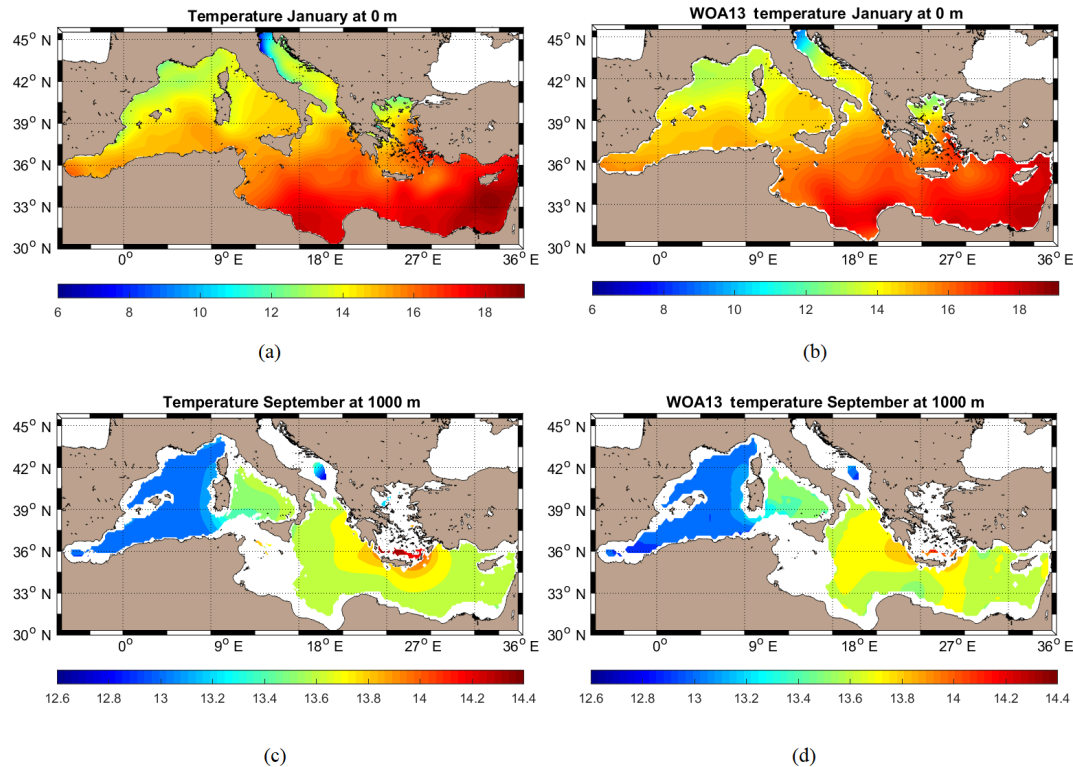 Temperature January at 0 m
45° N
42° N
39° N
36° N
33° N
30° N
0°
9° E
18° E
27° E
36° E
6 8 10 12 14 16 18
(a)
WOA13 temperature January at 0 m
45° N
42° N
39° N
36° N
33° N
30° N
0°
9° E
18° E
27° E
36° E
6 8 10 12 14 16 18
(b)
Temperature September at 1000 m
45° N
42° N
39° N
36° N
33° N
30° N
0°
9° E
18° E
27° E
36° E
12.6 12.8 13 13.2 13.4 13.6 13.8 14 14.2 14.4
(c)
WOA13 temperature September at 1000 m
45° N
42° N
39° N
36° N
33° N
30° N
0°
9° E
18° E
27° E
36° E
12.6 12.8 13 13.2 13.4 13.6 13.8 14 14.2 14.4
(d)